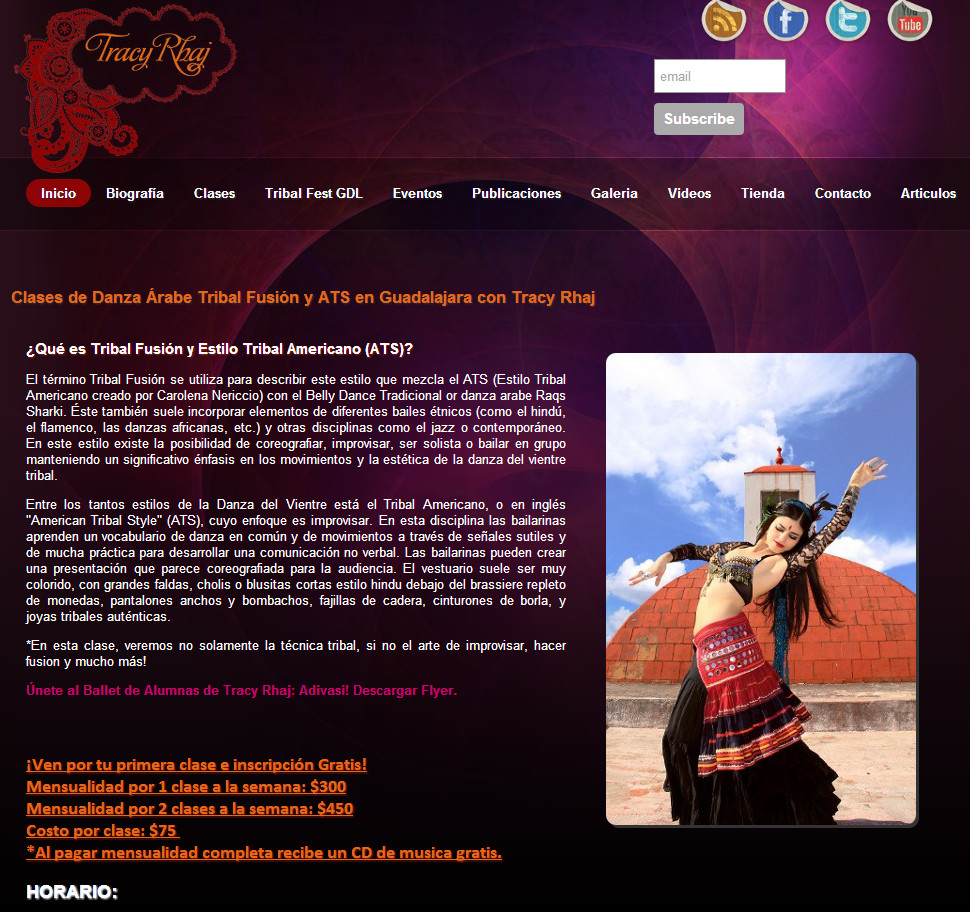 Tracy Rhaj
You
Tube
email
Subscribe
Inicio Biografía Clases Tribal Fest GDL Eventos Publicaciones Galeria Videos Tienda Contacto Articulos
Clases de Danza Árabe Tribal Fusión y ATS en Guadalajara con Tracy Rhaj
¿Qué es Tribal Fusión y Estilo Tribal Americano (ATS)?
El término Tribal Fusión se utiliza para describir este estilo que mezcla el ATS (Estilo Tribal
Americano creado por Carolena Nericcio) con el Belly Dance Tradicional or danza arabe Raqs
Sharki. Éste también suele incorporar elementos de diferentes bailes étnicos (como el hindú,
el flamenco, las danzas africanas, etc.) y otras disciplinas como el jazz o contemporáneo.
En este estilo existe la posibilidad de coreografiar, improvisar, ser solista o bailar en grupo
manteniendo un significativo énfasis en los movimientos y la estética de la danza del vientre
tribal.
Entre los tantos estilos de la Danza del Vientre está el Tribal Americano, o en inglés
"American Tribal Style" (ATS), cuyo enfoque es improvisar. En esta disciplina las bailarinas
aprenden un vocabulario de danza en común y de movimientos a través de señales sutiles y
de mucha práctica para desarrollar una comunicación no verbal. Las bailarinas pueden crear
una presentación que parece coreografiada para la audiencia. El vestuario suele ser muy
colorido, con grandes faldas, cholis o blusitas cortas estilo hindu debajo del brassiere repleto
de monedas, pantalones anchos y bombachos, fajillas de cadera, cinturones de borla, y
joyas tribales auténticas.
*En esta clase, veremos no solamente la técnica tribal, si no el arte de improvisar, hacer
fusion y mucho más!
Únete al Ballet de Alumnas de Tracy Rhaj: Adivasi! Descargar Flyer.
¡Ven por tu primera clase e inscripción Gratis!
Mensualidad por 1 clase a la semana: $300
Mensualidad por 2 clases a la semana: $450
Costo por clase: $75
*Al pagar mensualidad completa recibe un CD de musica gratis.
HORARIO: